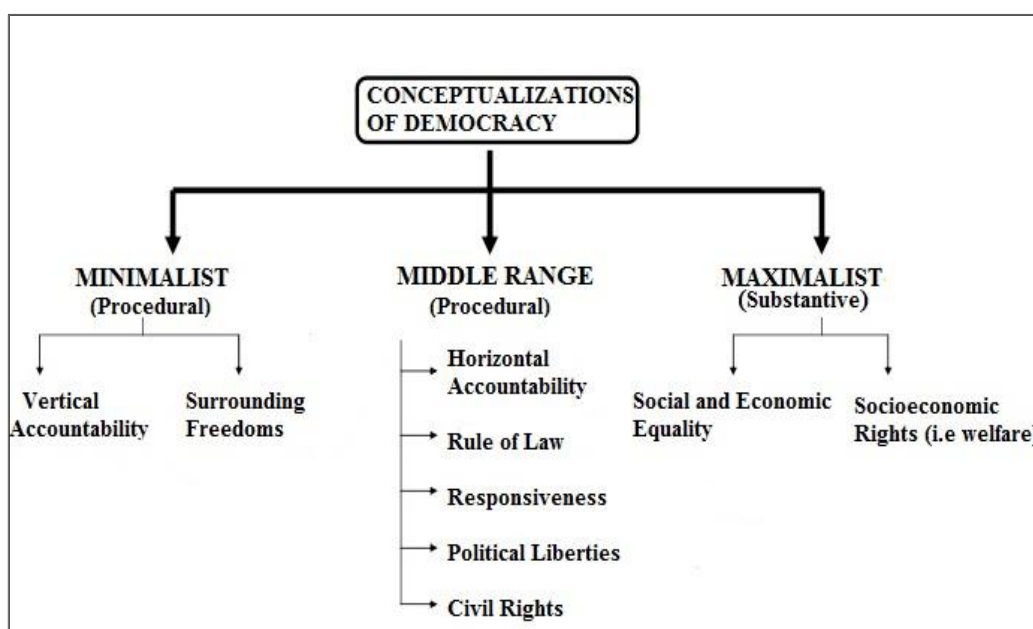 CONCEPTUALIZATIONS
OF DEMOCRACY
MINIMALIST
(Procedural)
Vertical
Accountability
Surrounding
Freedoms
MIDDLE RANGE
(Procedural)
Horizontal
Accountability
Rule of Law
Responsiveness
Political Liberties
Civil Rights
MAXIMALIST
(Substantive)
Social and Economic
Equality
Socioeconomic
Rights (i.e welfare)